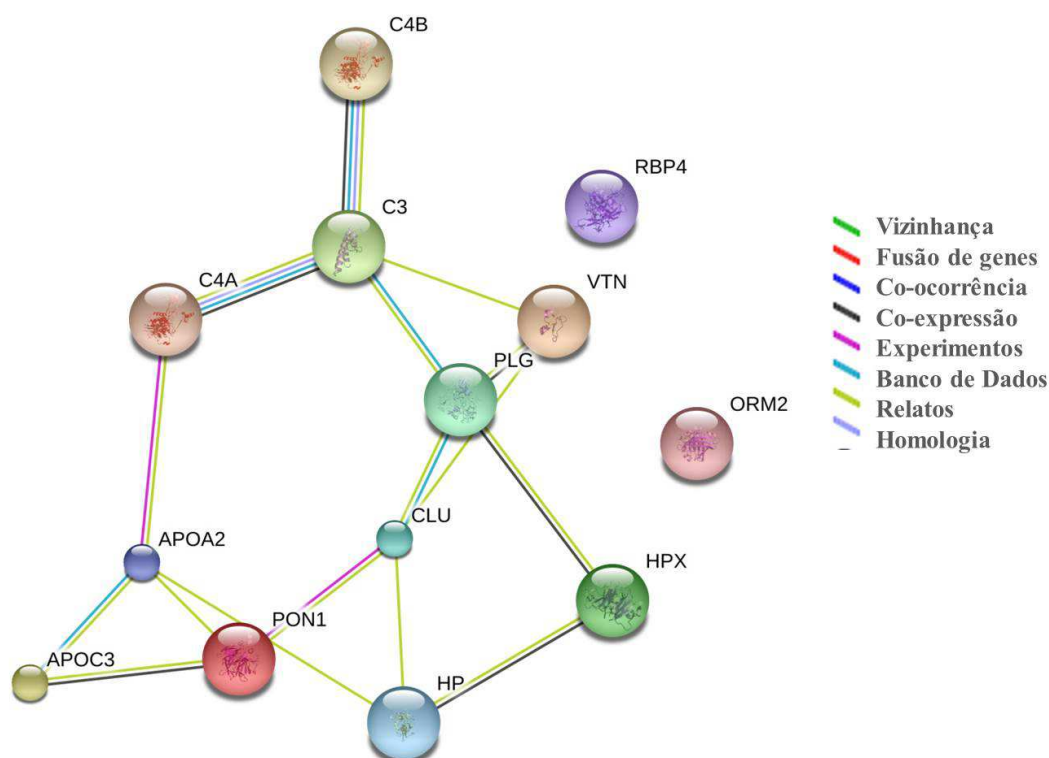 C4B
RBP4
C3
VTN
C4A
PLG
ORM2
CLU
APOA2
HPX
PON1
APOC3
HP
Vizinhança
Fusão de genes
Co-ocorrência
Co-expressão
Experimentos
Banco de Dados
Relatos
Homologia